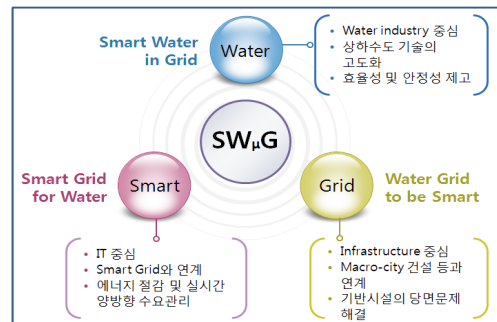 Smart Water
in Grid
Water
• Water industry 중심
• 상하수도 기술의
고도화
• 효율성 및 안정성 제고
SWμG
Smart Grid
for Water
Smart
Grid
Water Grid
to be Smart
• IT 중심
• Smart Grid와 연계
• 에너지 절감 및 실시간
양방향 수요관리
• Infrastructure 중심
• Macro-city 건설 등과
연계
• 기반시설의 당면문제
해결